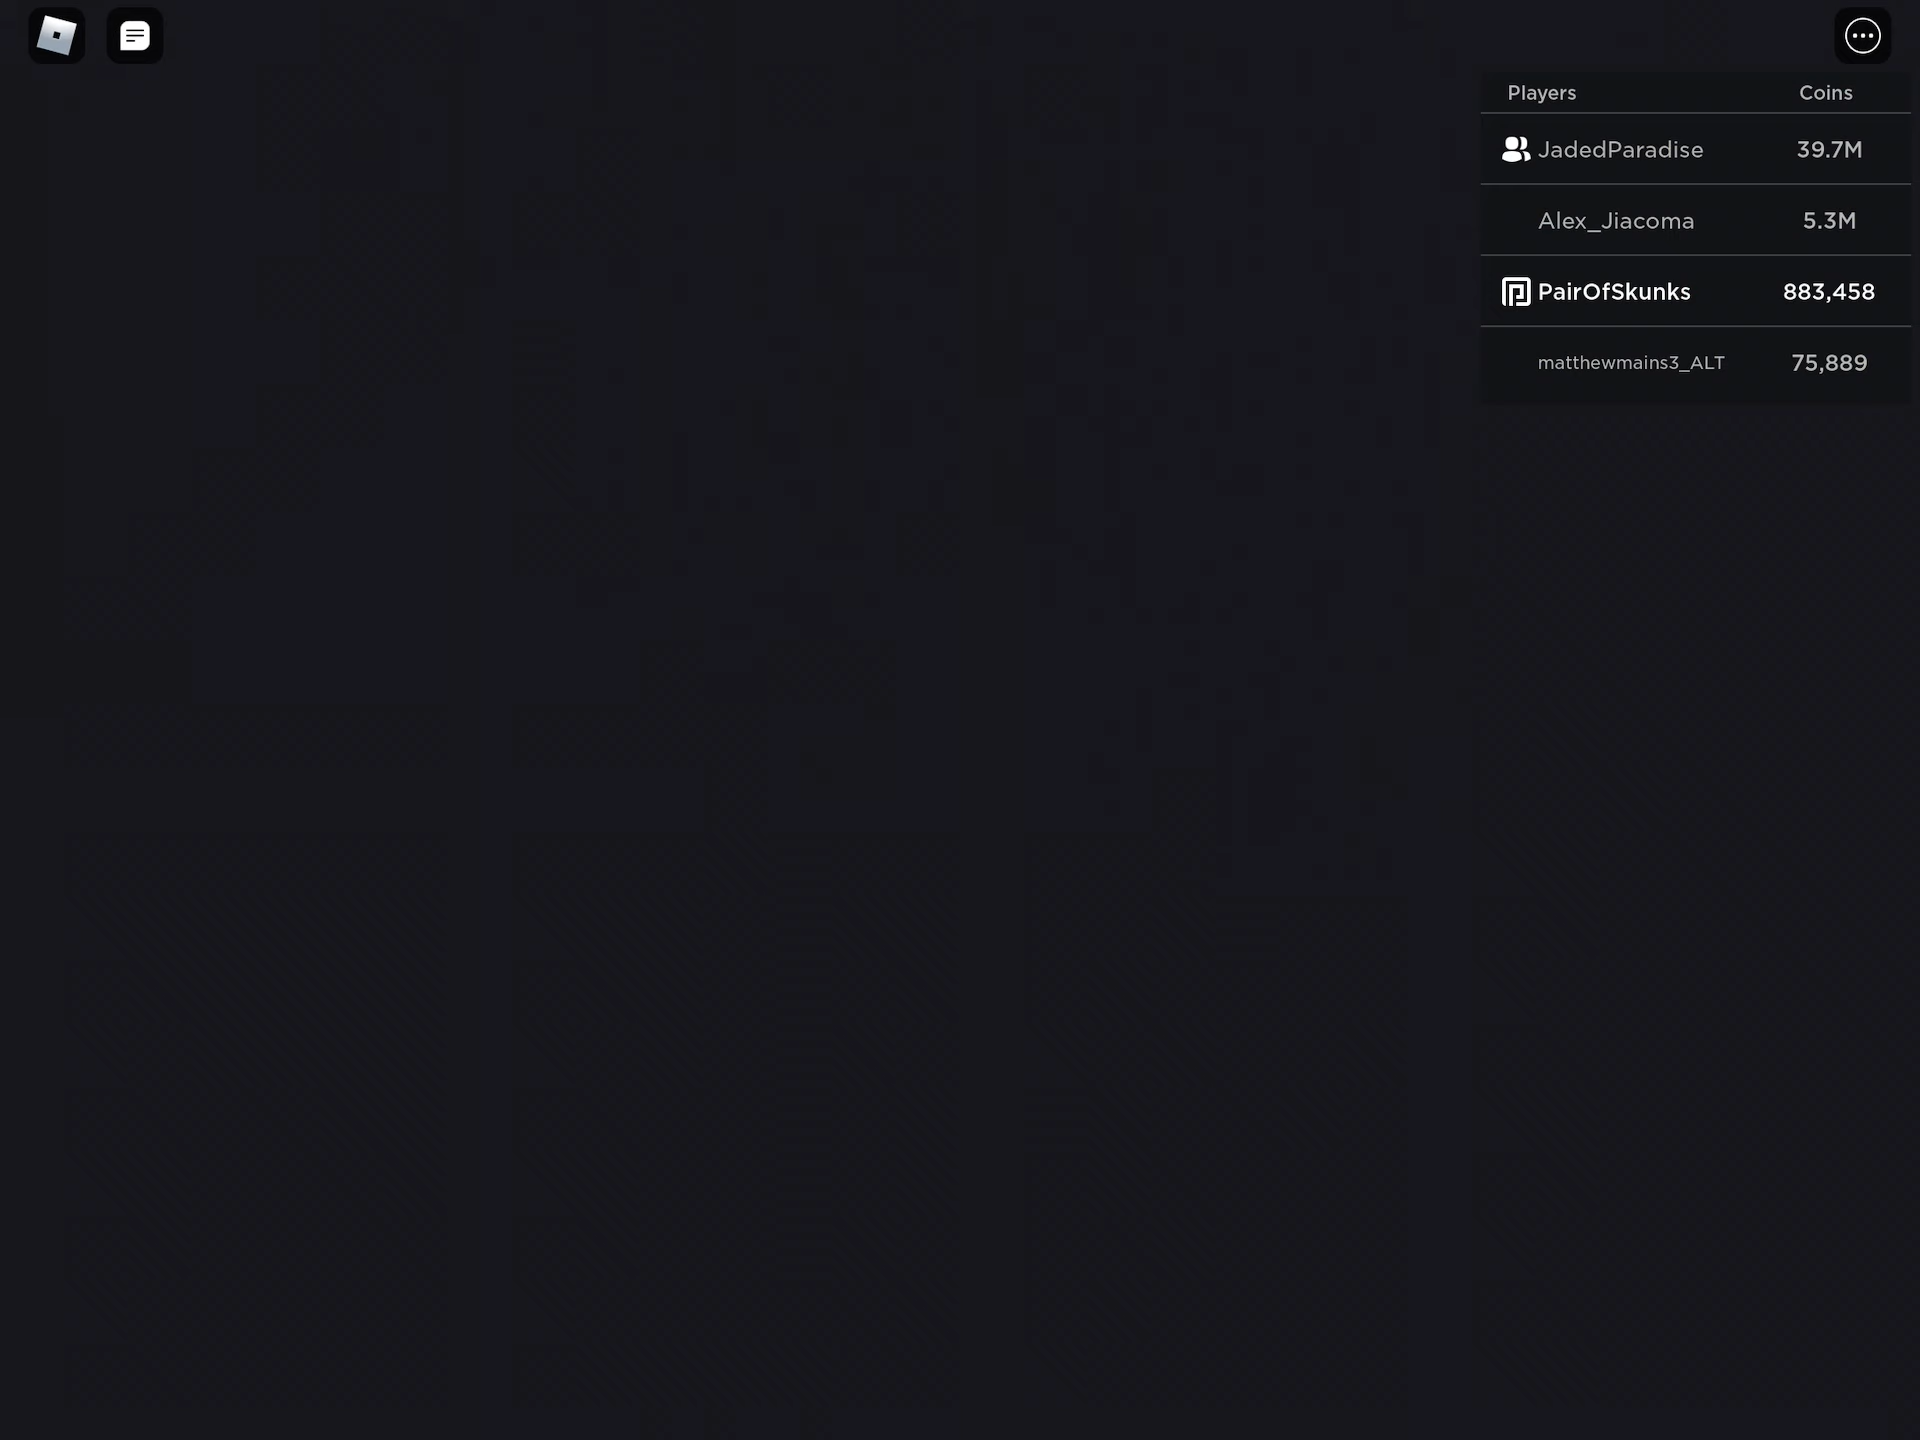 Players Coins
JadedParadise 39.7M
Alex_Jiacoma 5.3M
PairOfSkunks 883,458
matthewmains3_ALT 75,889